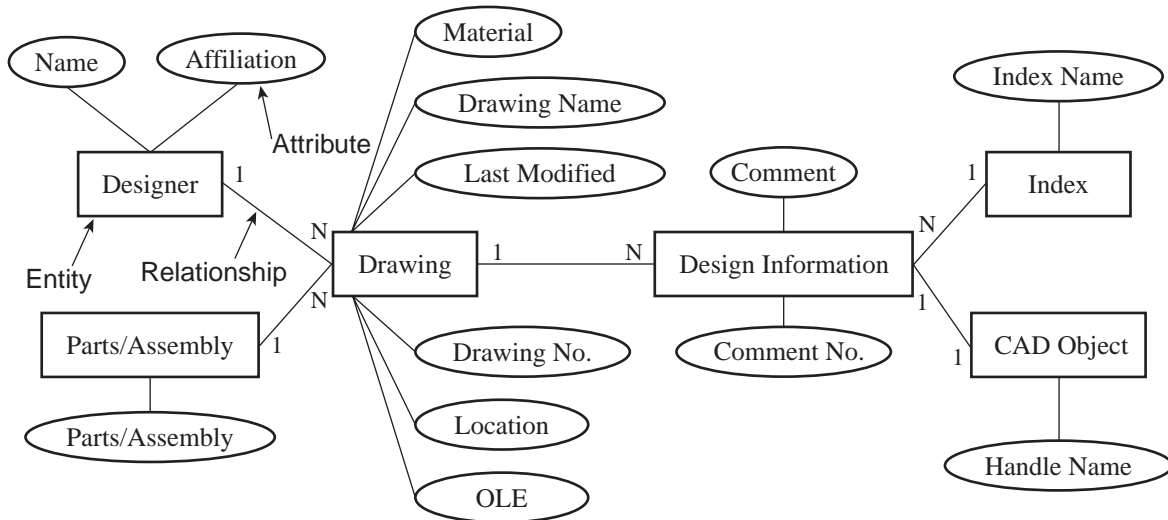 Material
Name
Affiliation
Index Name
Drawing Name
Attribute
Last Modified
Comment
Designer
1
1
Index
N
N
Drawing
1
N
Design Information
Relationship
Entity
N
1
Parts/Assembly
1
Drawing No.
Comment No.
1
CAD Object
Parts/Assembly
Location
Handle Name
OLE